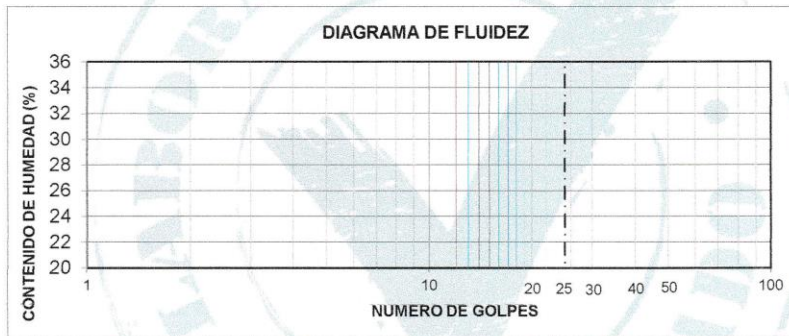 DIAGRAMA DE FLUIDEZ
CONTENIDO DE HUMEDAD (%)
36
34
32
30
28
26
24
22
20
1 10 20 25 30 40 50 100
NUMERO DE GOLPES